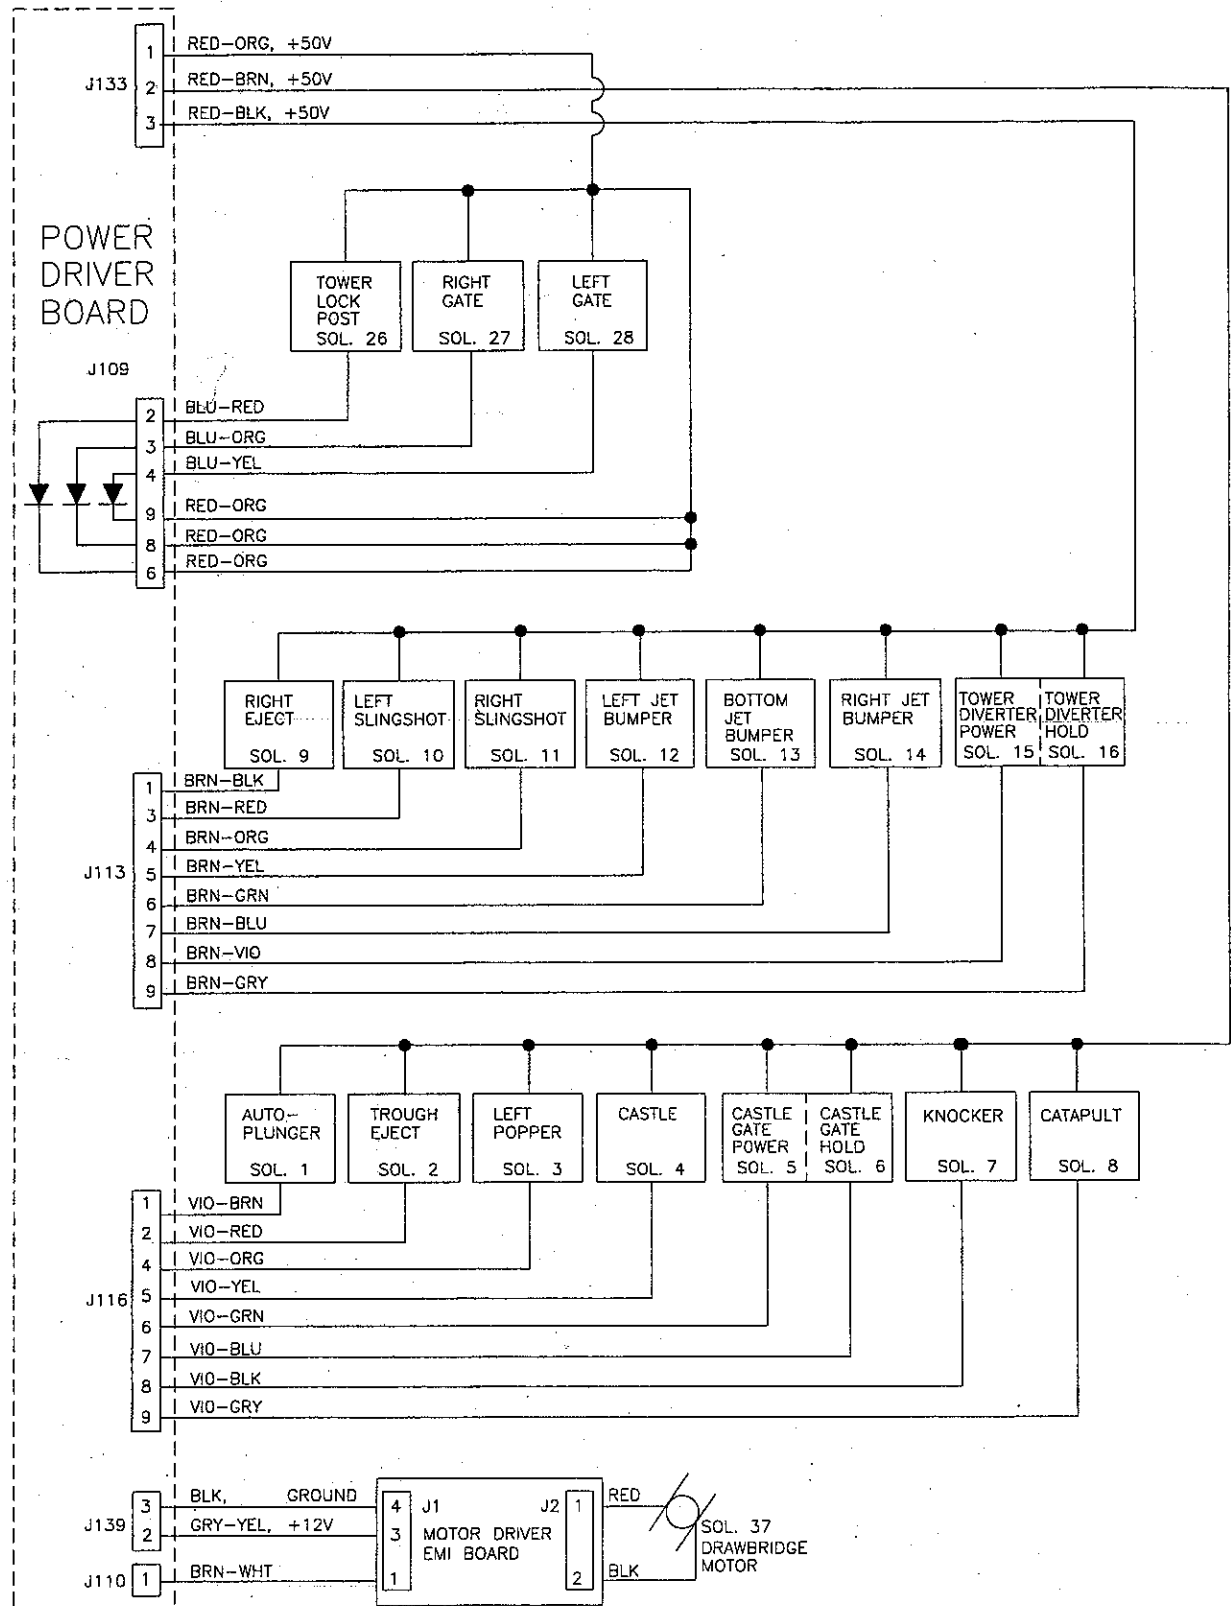 J133
1 RED-ORG, +50V
2 RED-BRN, +50V
3 RED-BLK, +50V
POWER
DRIVER
BOARD
TOWER
LOCK
POST
SOL. 26
RIGHT
GATE
SOL. 27
LEFT
GATE
SOL. 28
J109
2 BLU-RED
3 BLU-ORG
4 BLU-YEL
9 RED-ORG
8 RED-ORG
6 RED-ORG
RIGHT
EJECT
SOL. 9
LEFT
SLINGSHOT
SOL. 10
RIGHT
SLINGSHOT
SOL. 11
LEFT JET
BUMPER
SOL. 12
BOTTOM
JET
BUMPER
SOL. 13
RIGHT JET
BUMPER
SOL. 14
TOWER
DIVERTER
POWER
SOL. 15
TOWER
DIVERTER
HOLD
SOL. 16
J113
1 BRN-BLK
3 BRN-RED
4 BRN-ORG
5 BRN-YEL
6 BRN-GRN
7 BRN-BLU
8 BRN-VIO
9 BRN-GRY
AUTO-
PLUNGER
SOL. 1
TROUGH
EJECT
SOL. 2
LEFT
POPPER
SOL. 3
CASTLE
SOL. 4
CASTLE
GATE
POWER
SOL. 5
CASTLE
GATE
HOLD
SOL. 6
KNOCKER
SOL. 7
CATAPULT
SOL. 8
J116
1 VIO-BRN
2 VIO-RED
4 VIO-ORG
5 VIO-YEL
6 VIO-GRN
7 VIO-BLU
8 VIO-BLK
9 VIO-GRY
J139
3 BLK, GROUND 4
2 GRY-YEL, +12V 3
J110 1 BRN-WHT 1
J1
MOTOR DRIVER
EMI BOARD
J2
1 RED
2 BLK
SOL. 37
DRAWBRIDGE
MOTOR